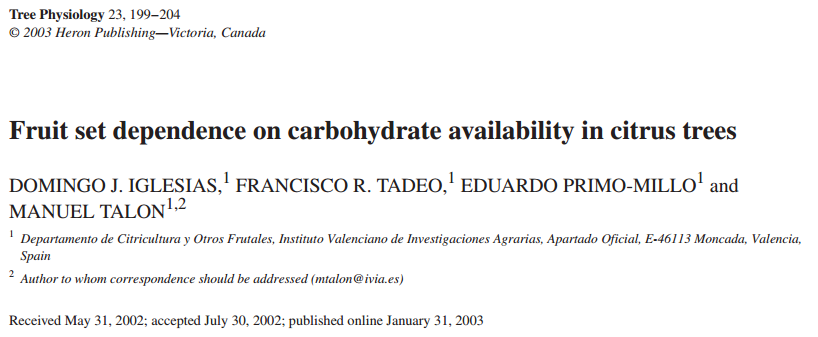 Tree Physiology 23, 199–204
© 2003 Heron Publishing—Victoria, Canada
Fruit set dependence on carbohydrate availability in citrus trees
DOMINGO J. IGLESIAS,1 FRANCISCO R. TADEO,1 EDUARDO PRIMO-MILLO1 and
MANUEL TALON1,2
1 Departamento de Citricultura y Otros Frutales, Instituto Valenciano de Investigaciones Agrarias, Apartado Oficial, E-46113 Moncada, Valencia,
Spain
2 Author to whom correspondence should be addressed (mtalon@ivia.es)
Received May 31, 2002; accepted July 30, 2002; published online January 31, 2003